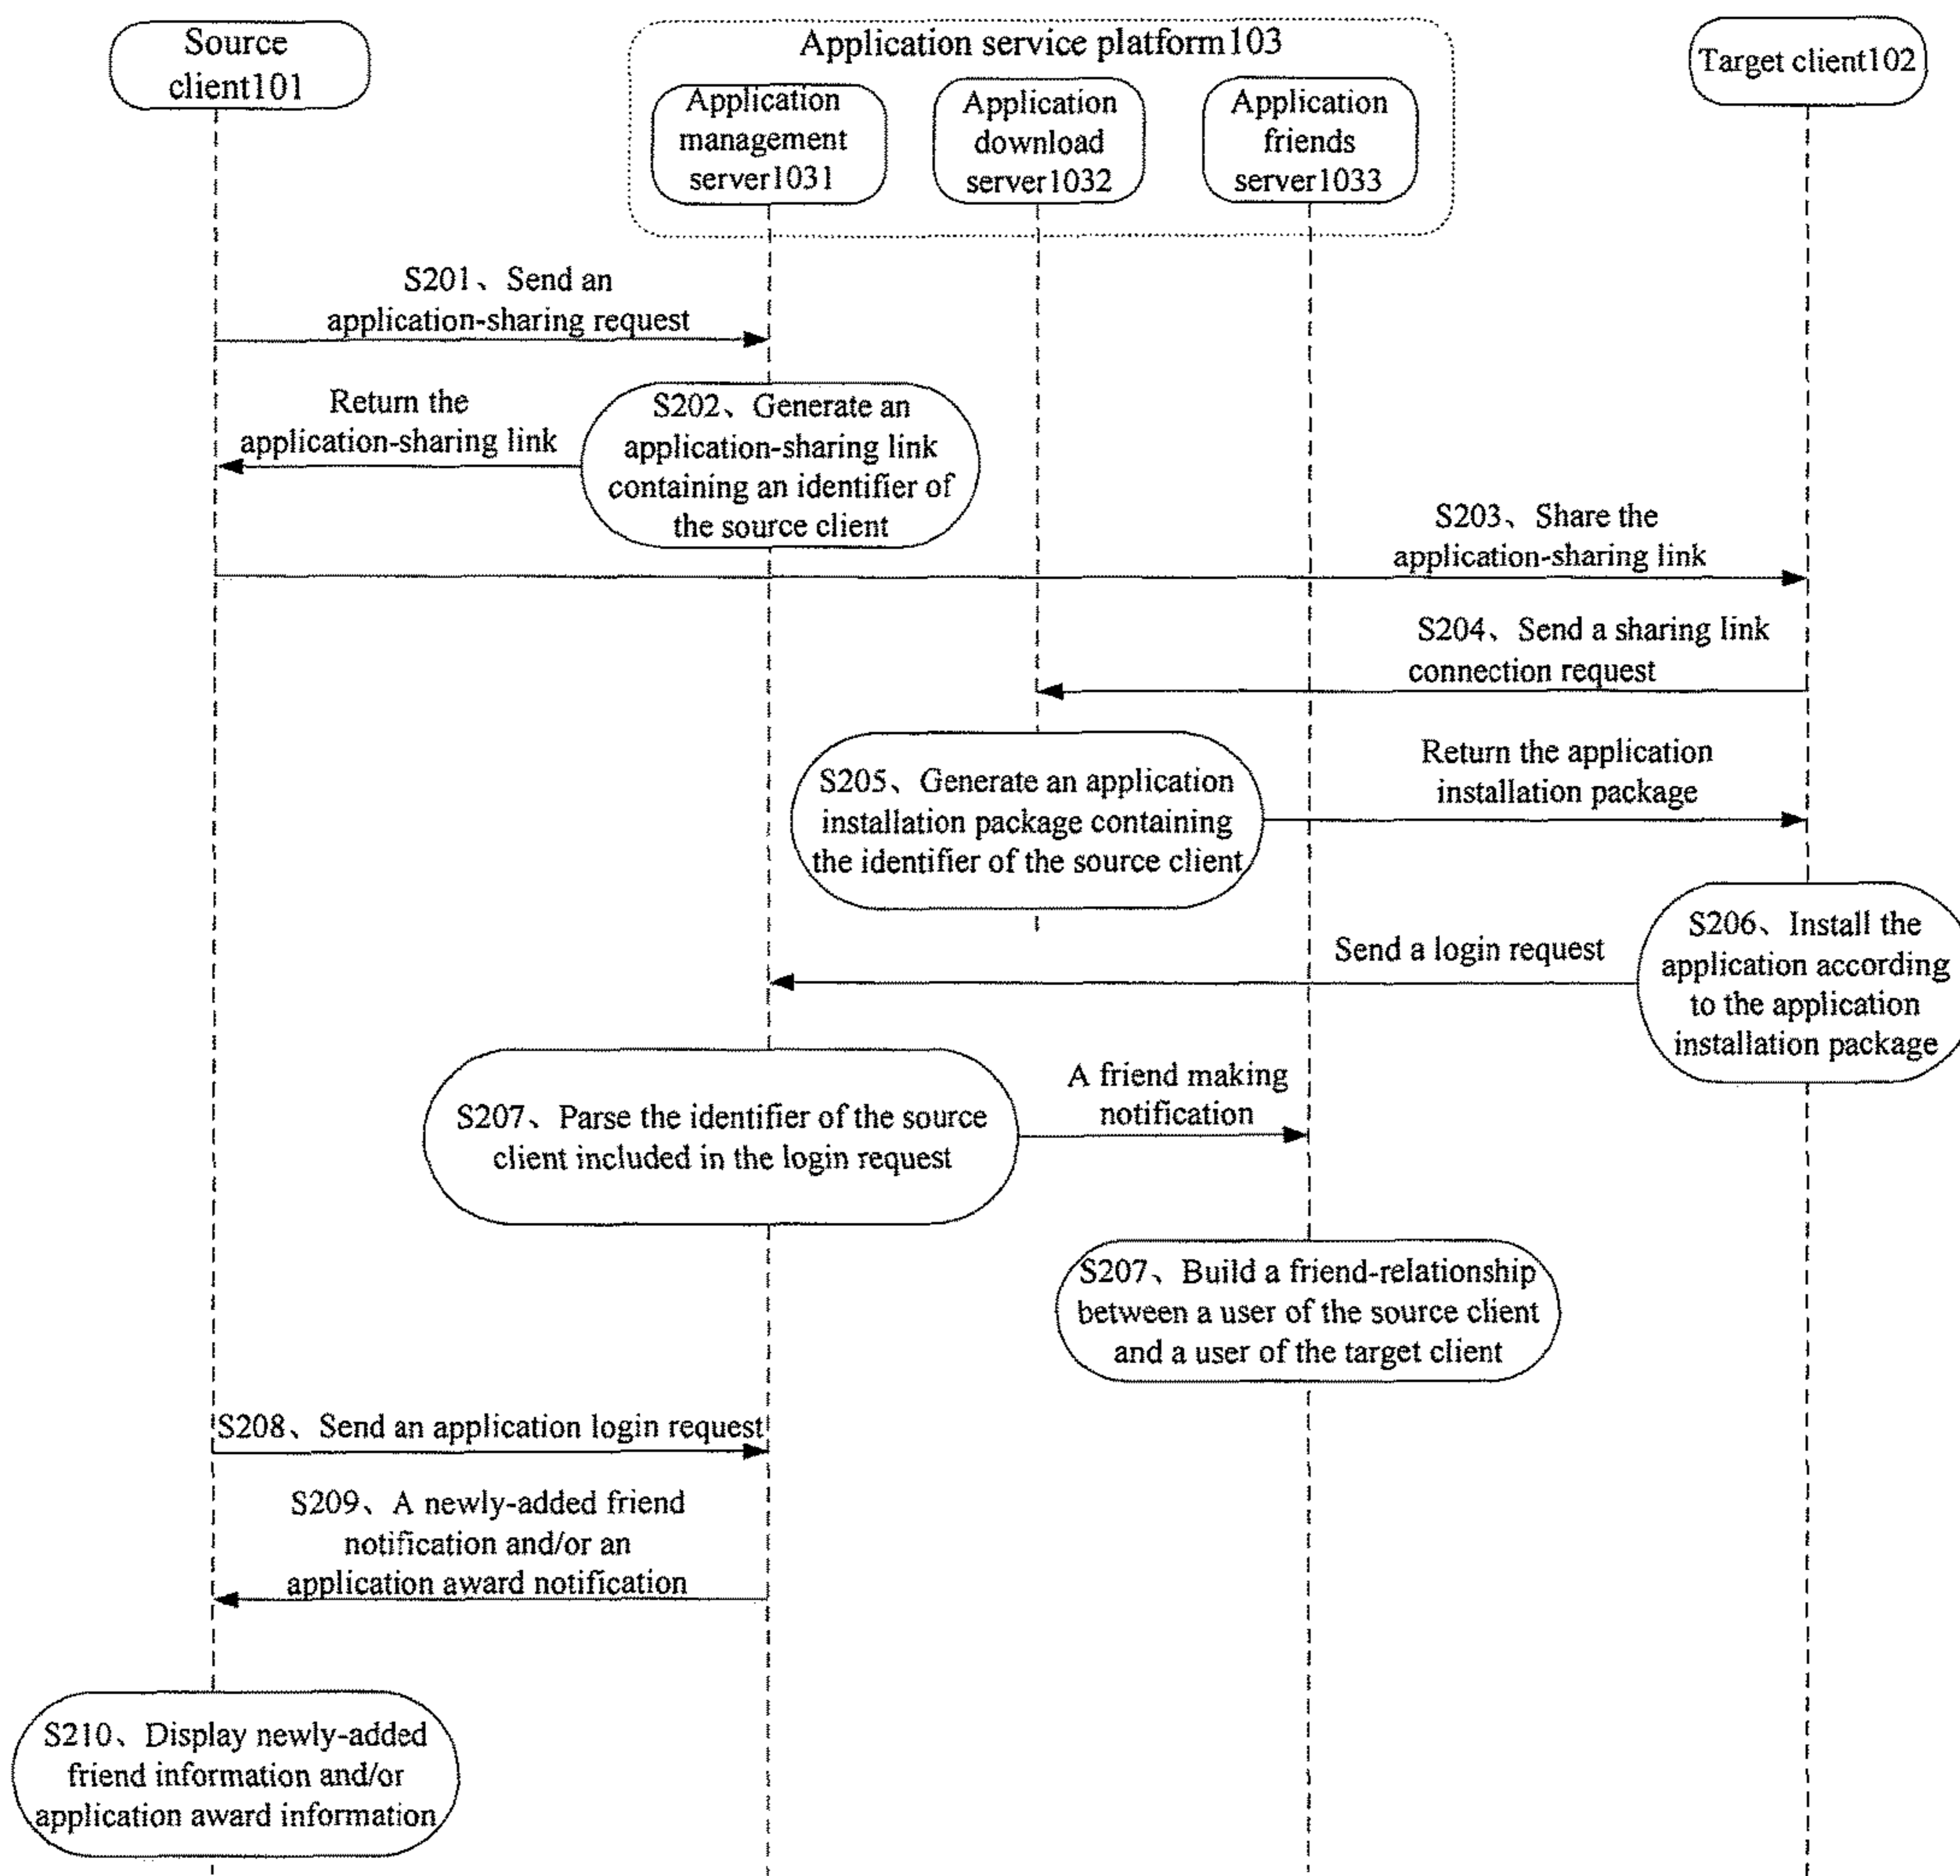 Source
client101
Application service platform103
Application
management
server1031
Application
download
server1032
Application
friends
server1033
Target client102
S201、Send an
application-sharing request
Return the
application-sharing link
S202、Generate an
application-sharing link
containing an identifier of
the source client
S203、Share the
application-sharing link
S204、Send a sharing link
connection request
S205、Generate an application
installation package containing
the identifier of the source client
Return the application
installation package
S206、Install the
application according
to the application
installation package
Send a login request
S207、Parse the identifier of the source
client included in the login request
A friend making
notification
S207、Build a friend-relationship
between a user of the source client
and a user of the target client
S208、Send an application login request
S209、A newly-added friend
notification and/or an
application award notification
S210、Display newly-added
friend information and/or
application award information